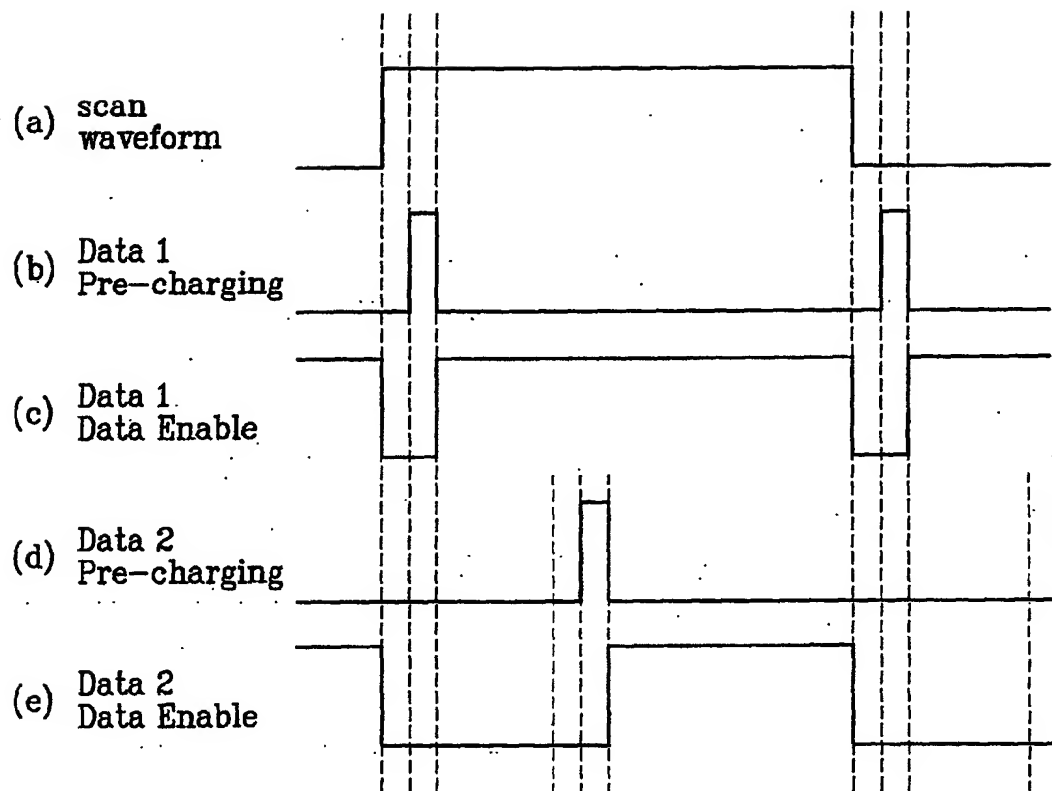 (a) scan
waveform
(b) Data 1
Pre-charging
(c) Data 1
Data Enable
(d) Data 2
Pre-charging
(e) Data 2
Data Enable